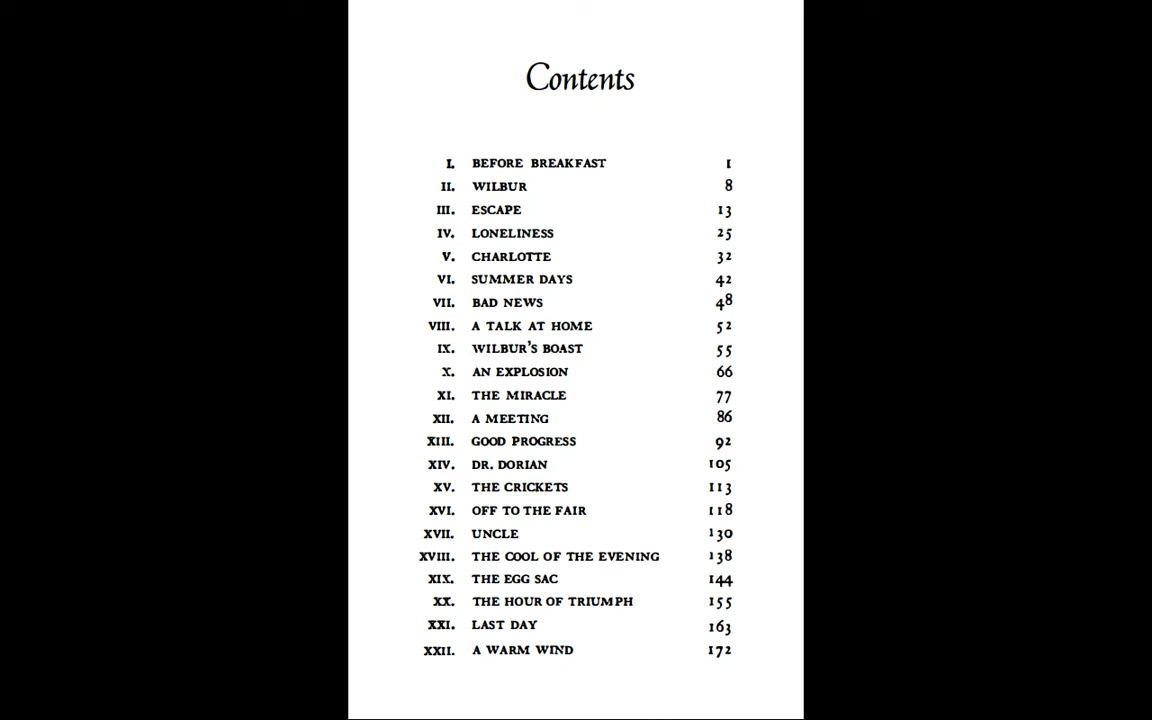 Contents
I. BEFORE BREAKFAST 1
II. WILBUR 8
III. ESCAPE 13
IV. LONELINESS 25
V. CHARLOTTE 32
VI. SUMMER DAYS 42
VII. BAD NEWS 48
VIII. A TALK AT HOME 52
IX. WILBUR'S BOAST 55
X. AN EXPLOSION 66
XI. THE MIRACLE 77
XII. A MEETING 86
XIII. GOOD PROGRESS 92
XIV. DR. DORIAN 105
XV. THE CRICKETS 113
XVI. OFF TO THE FAIR 118
XVII. UNCLE 130
XVIII. THE COOL OF THE EVENING 138
XIX. THE EGG SAC 144
XX. THE HOUR OF TRIUMPH 155
XXI. LAST DAY 163
XXII. A WARM WIND 172